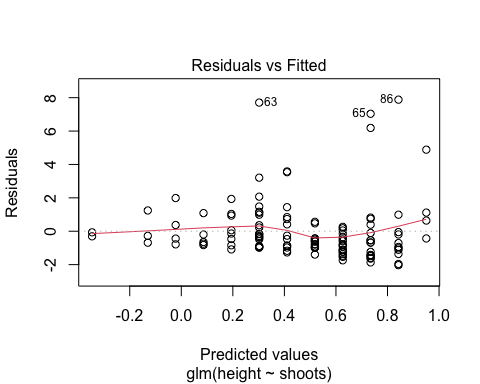 Residuals vs Fitted
Residuals
8
6
4
2
0
-2
63
65
86
-0.2 0.0 0.2 0.4 0.6 0.8 1.0
Predicted values
glm(height ~ shoots)